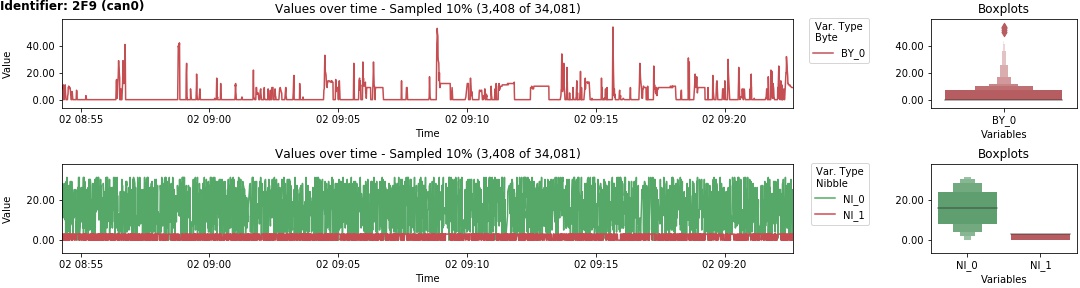 Identifier: 2F9 (can0)
Values over time - Sampled 10% (3,408 of 34,081)
Value
40.00
20.00
0.00
02 08:55
02 09:00
02 09:05
02 09:10
02 09:15
02 09:20
Time
Var. Type
Byte
BY_0
Boxplots
40.00
20.00
0.00
BY_0
Variables
Values over time - Sampled 10% (3,408 of 34,081)
Value
20.00
0.00
02 08:55
02 09:00
02 09:05
02 09:10
02 09:15
02 09:20
Time
Var. Type
Nibble
NI_0
NI_1
Boxplots
20.00
0.00
NI_0
NI_1
Variables